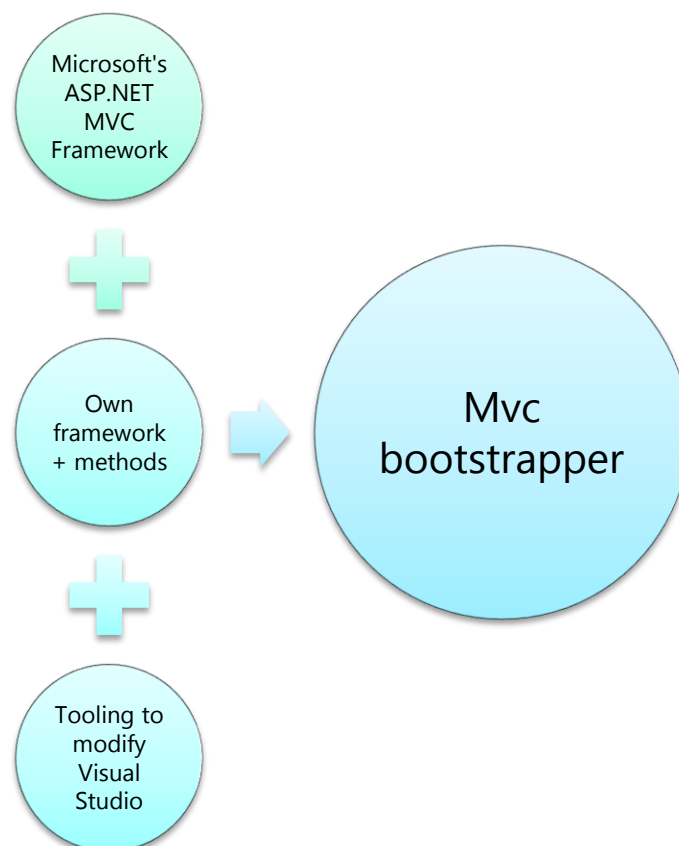 Microsoft's
ASP.NET
MVC
Framework
Own
framework
+ methods
Mvc
bootstrapper
Tooling to
modify
Visual
Studio